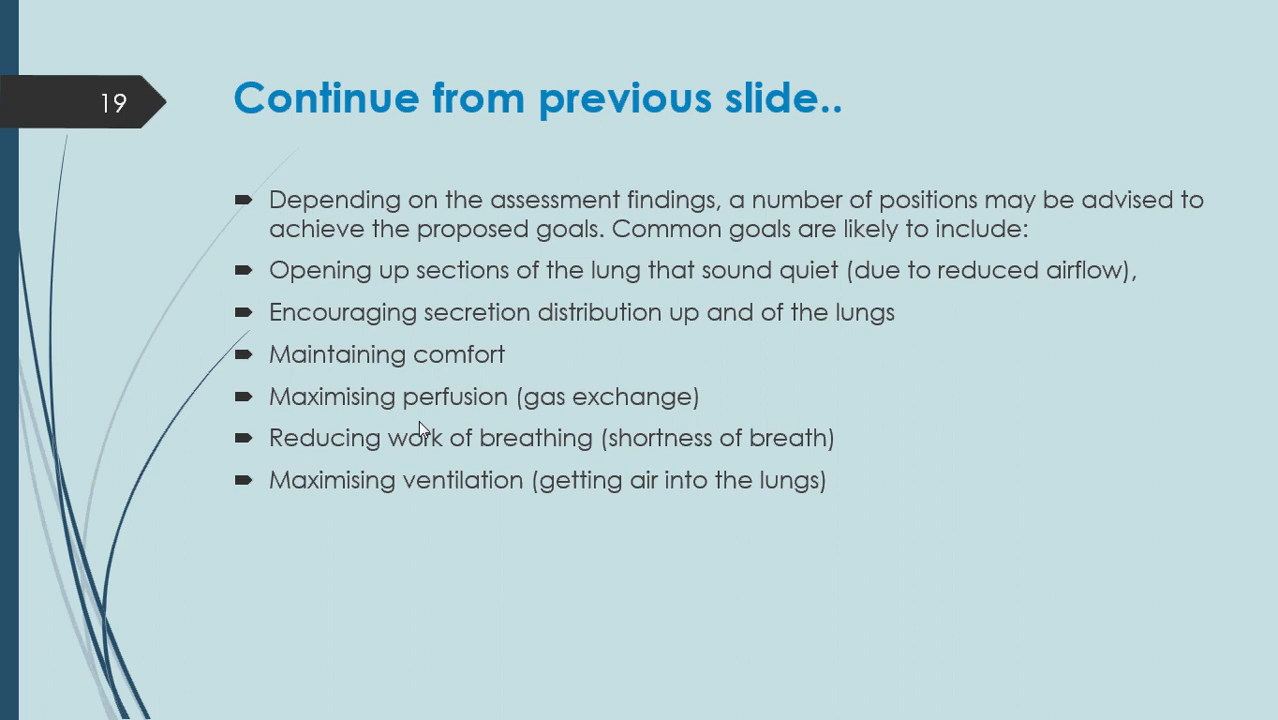 19
Continue from previous slide..
Depending on the assessment findings, a number of positions may be advised to
achieve the proposed goals. Common goals are likely to include:
Opening up sections of the lung that sound quiet (due to reduced airflow),
Encouraging secretion distribution up and of the lungs
Maintaining comfort
Maximising perfusion (gas exchange)
Reducing work of breathing (shortness of breath)
Maximising ventilation (getting air into the lungs)